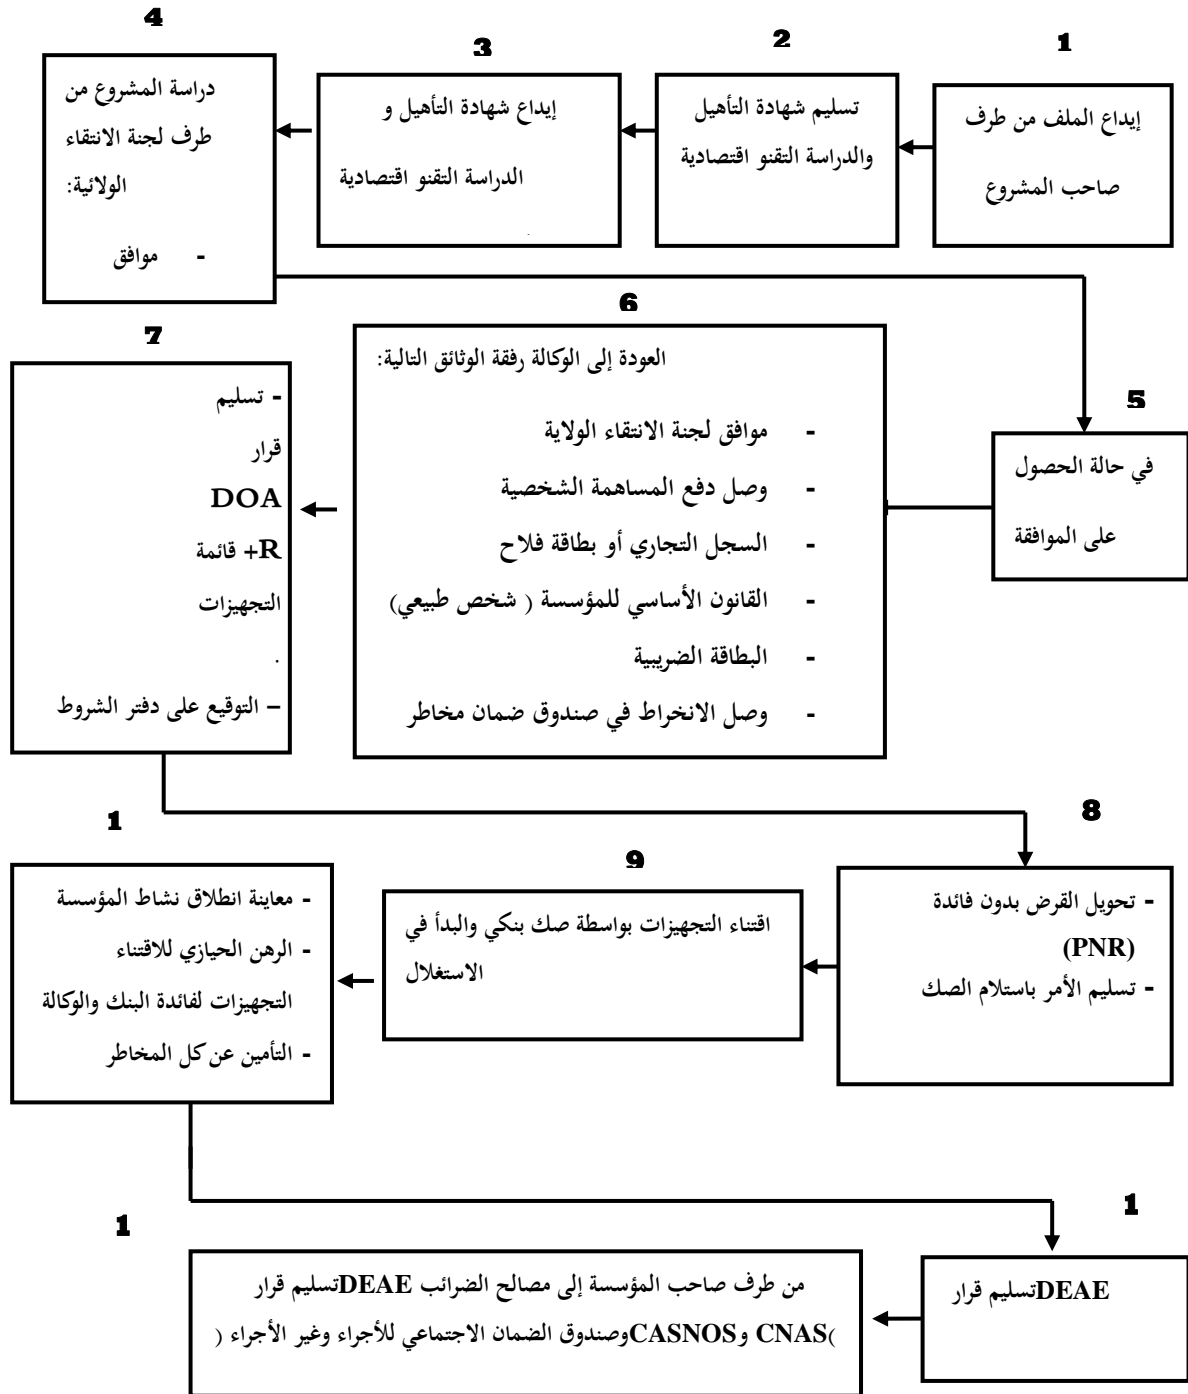 1
إيداع الملف من طرف
صاحب المشروع
2
تسليم شهادة التأهيل
والدراسة التقنو اقتصادية
3
إيداع شهادة التأهيل و
الدراسة التقنو اقتصادية
.
4
دراسة المشروع من
طرف لجنة الانتقاء
الولائية:
- موافق
5
في حالة الحصول
على الموافقة
6
العودة إلى الوكالة رفقة الوثائق التالية:
- موافق لجنة الانتقاء الولاية
- وصل دفع المساهمة الشخصية
- السجل التجاري أو بطاقة فلاح
- القانون الأساسي للمؤسسة ( شخص طبيعي)
- البطاقة الضريبية
- وصل الانخراط في صندوق ضمان مخاطر
7
- تسليم
قرار
DOA
R+ قائمة
التجهيزات
.
– التوقيع على دفتر الشروط
8
- تحويل القرض بدون فائدة
(PNR)
- تسليم الأمر باستلام الصك
9
اقتناء التجهيزات بواسطة صك بنكي والبدأ في
الاستغلال
1
- معاينة انطلاق نشاط المؤسسة
- الرهن الحيازي للاقتناء
التجهيزات لفائدة البنك والوكالة
- التأمين عن كل المخاطر
1
DEAEتسليم قرار
1
من طرف صاحب المؤسسة إلى مصالح الضرائب DEAEتسليم قرار
)CNAS وCASNOSوصندوق الضمان الاجتماعي للأجراء وغير الأجراء (